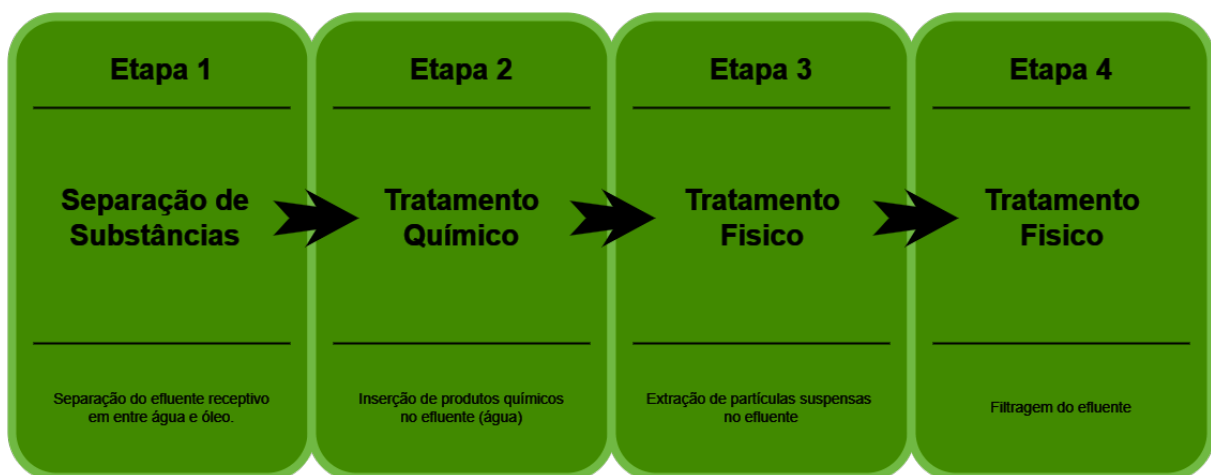 Etapa 1
Separação de
Substâncias
Separação do efluente receptivo
em entre água e óleo.
Etapa 2
Tratamento
Químico
Inserção de produtos químicos
no efluente (água)
Etapa 3
Tratamento
Fisico
Extração de partículas suspensas
no efluente
Etapa 4
Tratamento
Fisico
Filtragem do efluente